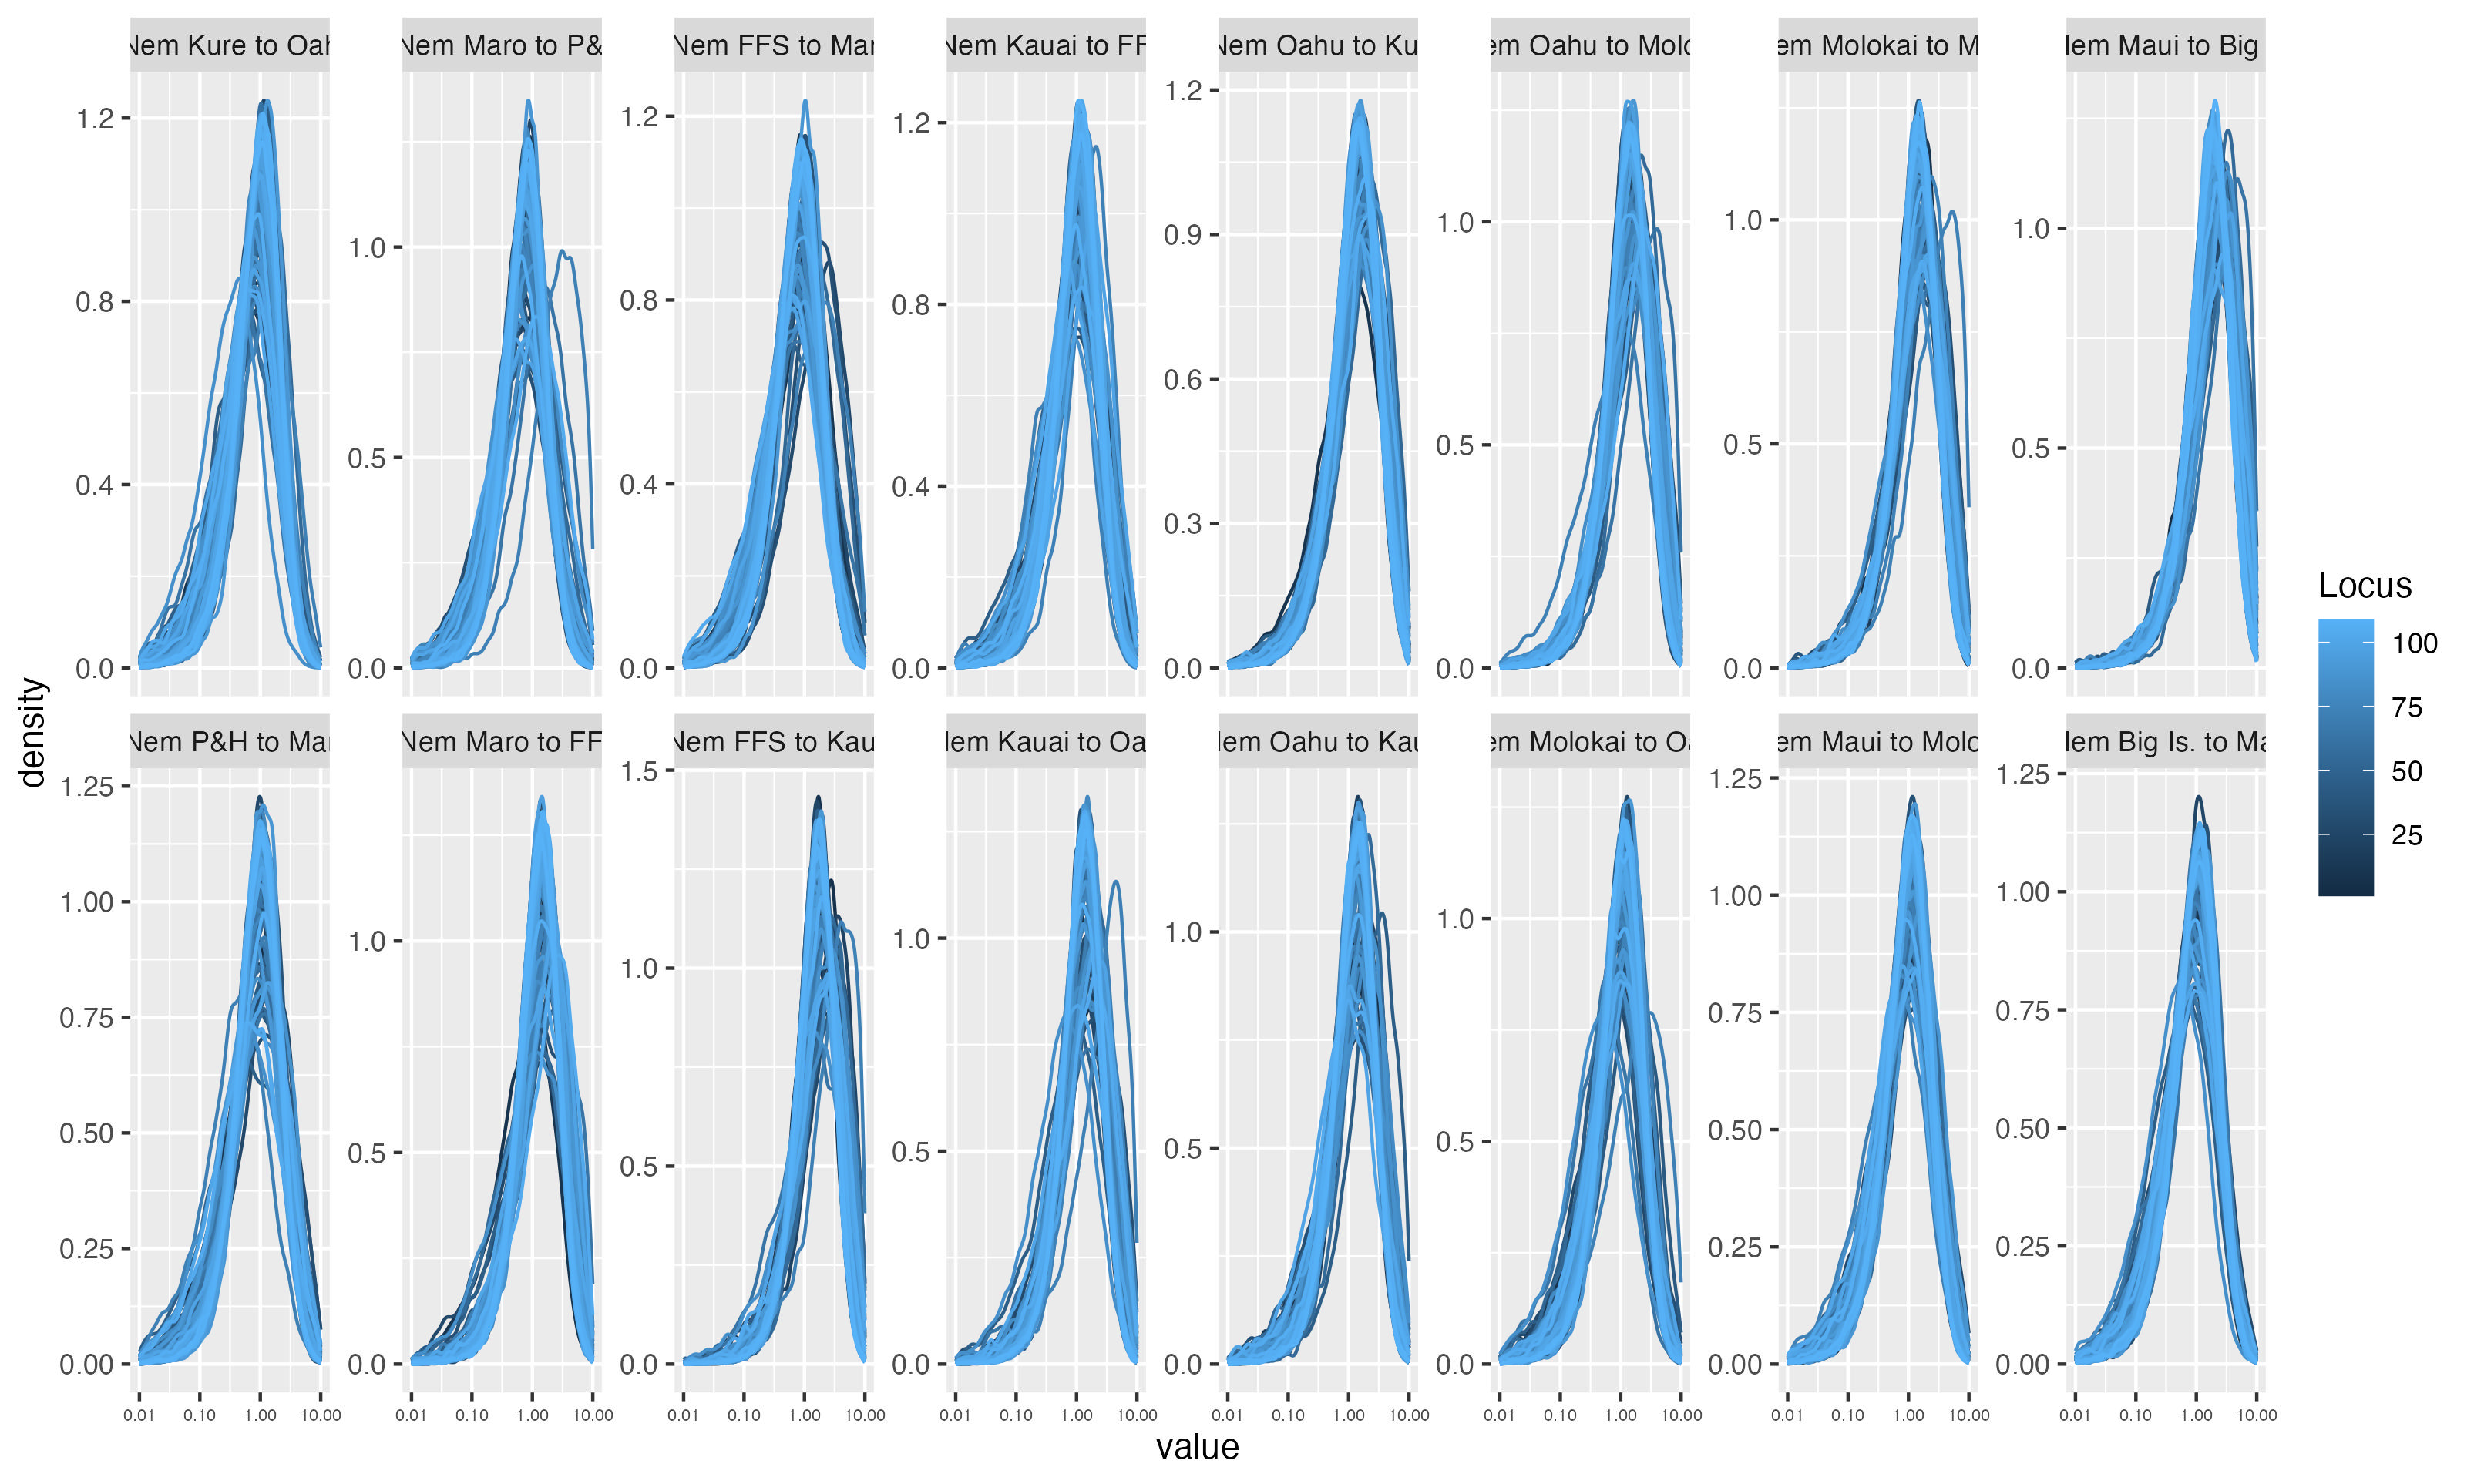 Nem Kure to Oah
Nem Maro to P&
Nem FFS to Mar
Nem Kauai to FF
Nem Oahu to Ku
em Oahu to Molo
em Molokai to M
Nem Maui to Big
1.2
0.8
0.4
0.0
1.0
0.5
0.0
1.2
0.8
0.4
0.0
1.2
0.8
0.4
0.0
1.2
0.9
0.6
0.3
0.0
1.0
0.5
0.0
1.0
0.5
0.0
1.0
0.5
0.0
Nem P&H to Mar
Nem Maro to FF
Nem FFS to Kau
Nem Kauai to Oa
Nem Oahu to Kau
em Molokai to Oa
em Maui to Molo
Nem Big Is. to Ma
1.25
1.00
0.75
0.50
0.25
0.00
1.0
0.5
0.0
1.5
1.0
0.5
0.0
1.0
0.5
0.0
1.0
0.5
0.0
1.0
0.5
0.0
1.25
1.00
0.75
0.50
0.25
0.00
1.25
1.00
0.75
0.50
0.25
0.00
0.01 0.10 1.00 10.00
0.01 0.10 1.00 10.00
0.01 0.10 1.00 10.00
0.01 0.10 1.00 10.00
0.01 0.10 1.00 10.00
0.01 0.10 1.00 10.00
0.01 0.10 1.00 10.00
0.01 0.10 1.00 10.00
value
density
Locus
100
75
50
25